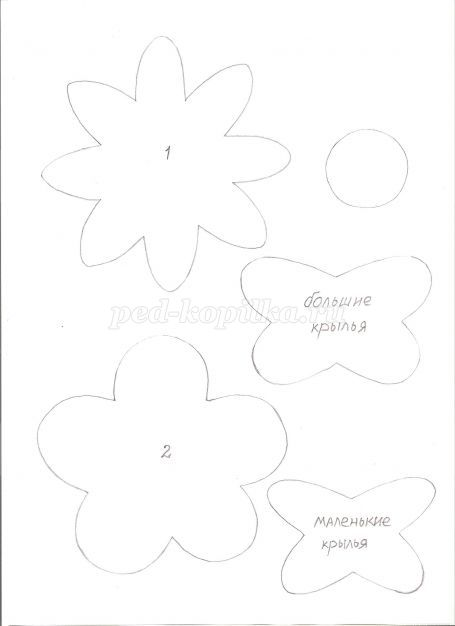 1
большие
крылья
ped-kopilka.ru
2
маленькие
крылья